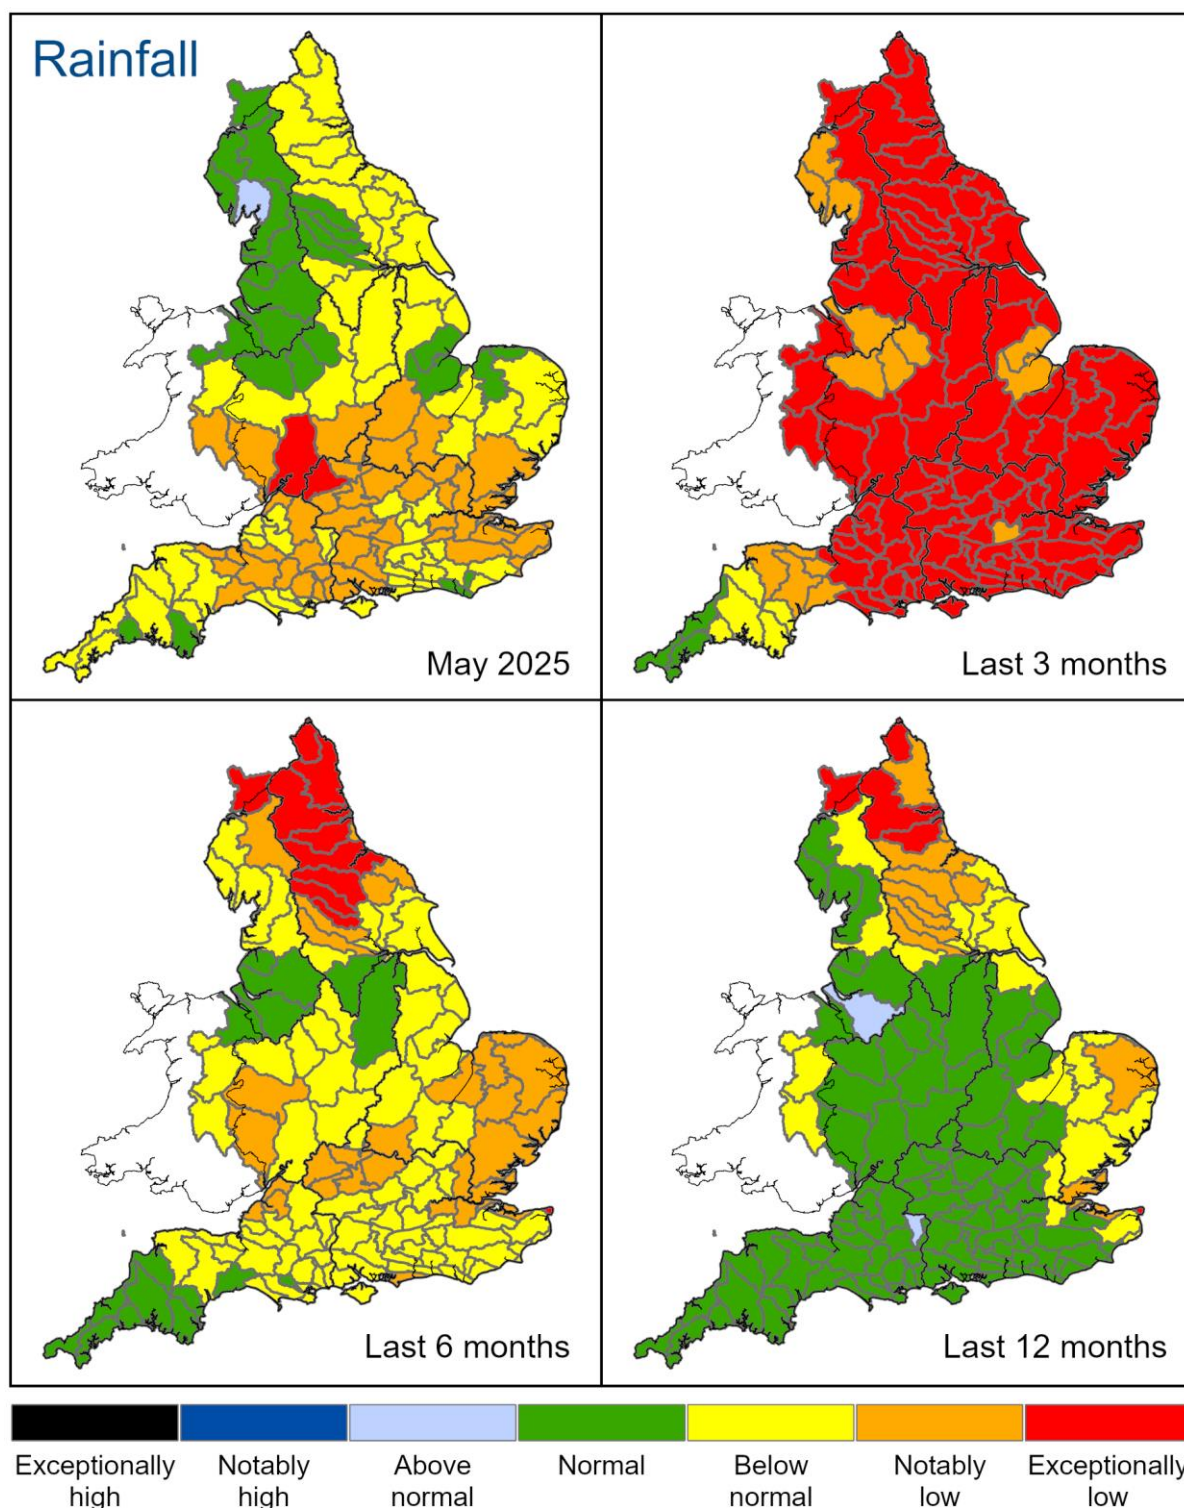 Rainfall
May 2025
Last 3 months
Last 6 months
Last 12 months
Exceptionally high
Notably high
Above normal
Normal
Below normal
Notably low
Exceptionally low